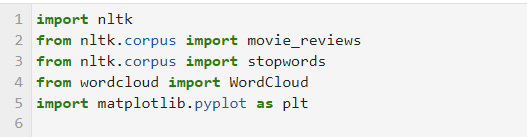 1 import nltk
2 from nltk.corpus import movie_reviews
3 from nltk.corpus import stopwords
4 from wordcloud import WordCloud
5 import matplotlib.pyplot as plt
6